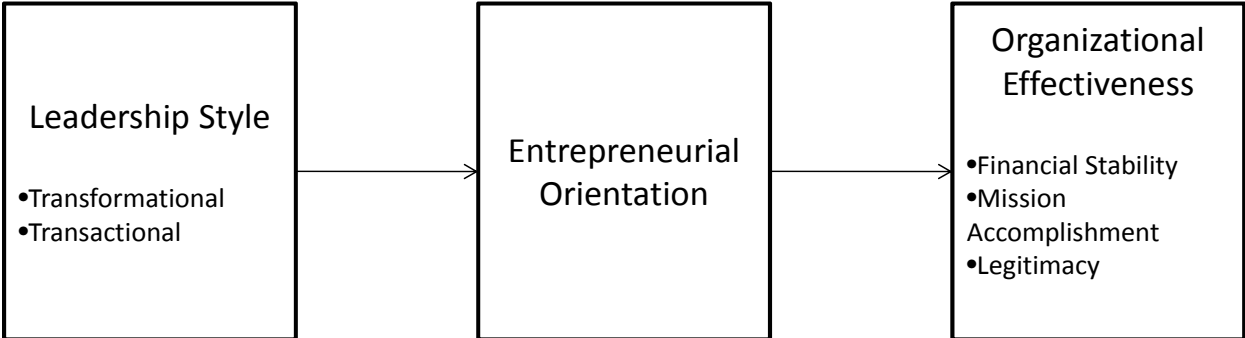 Leadership Style
•Transformational
•Transactional
Entrepreneurial
Orientation
Organizational
Effectiveness
•Financial Stability
•Mission
Accomplishment
•Legitimacy